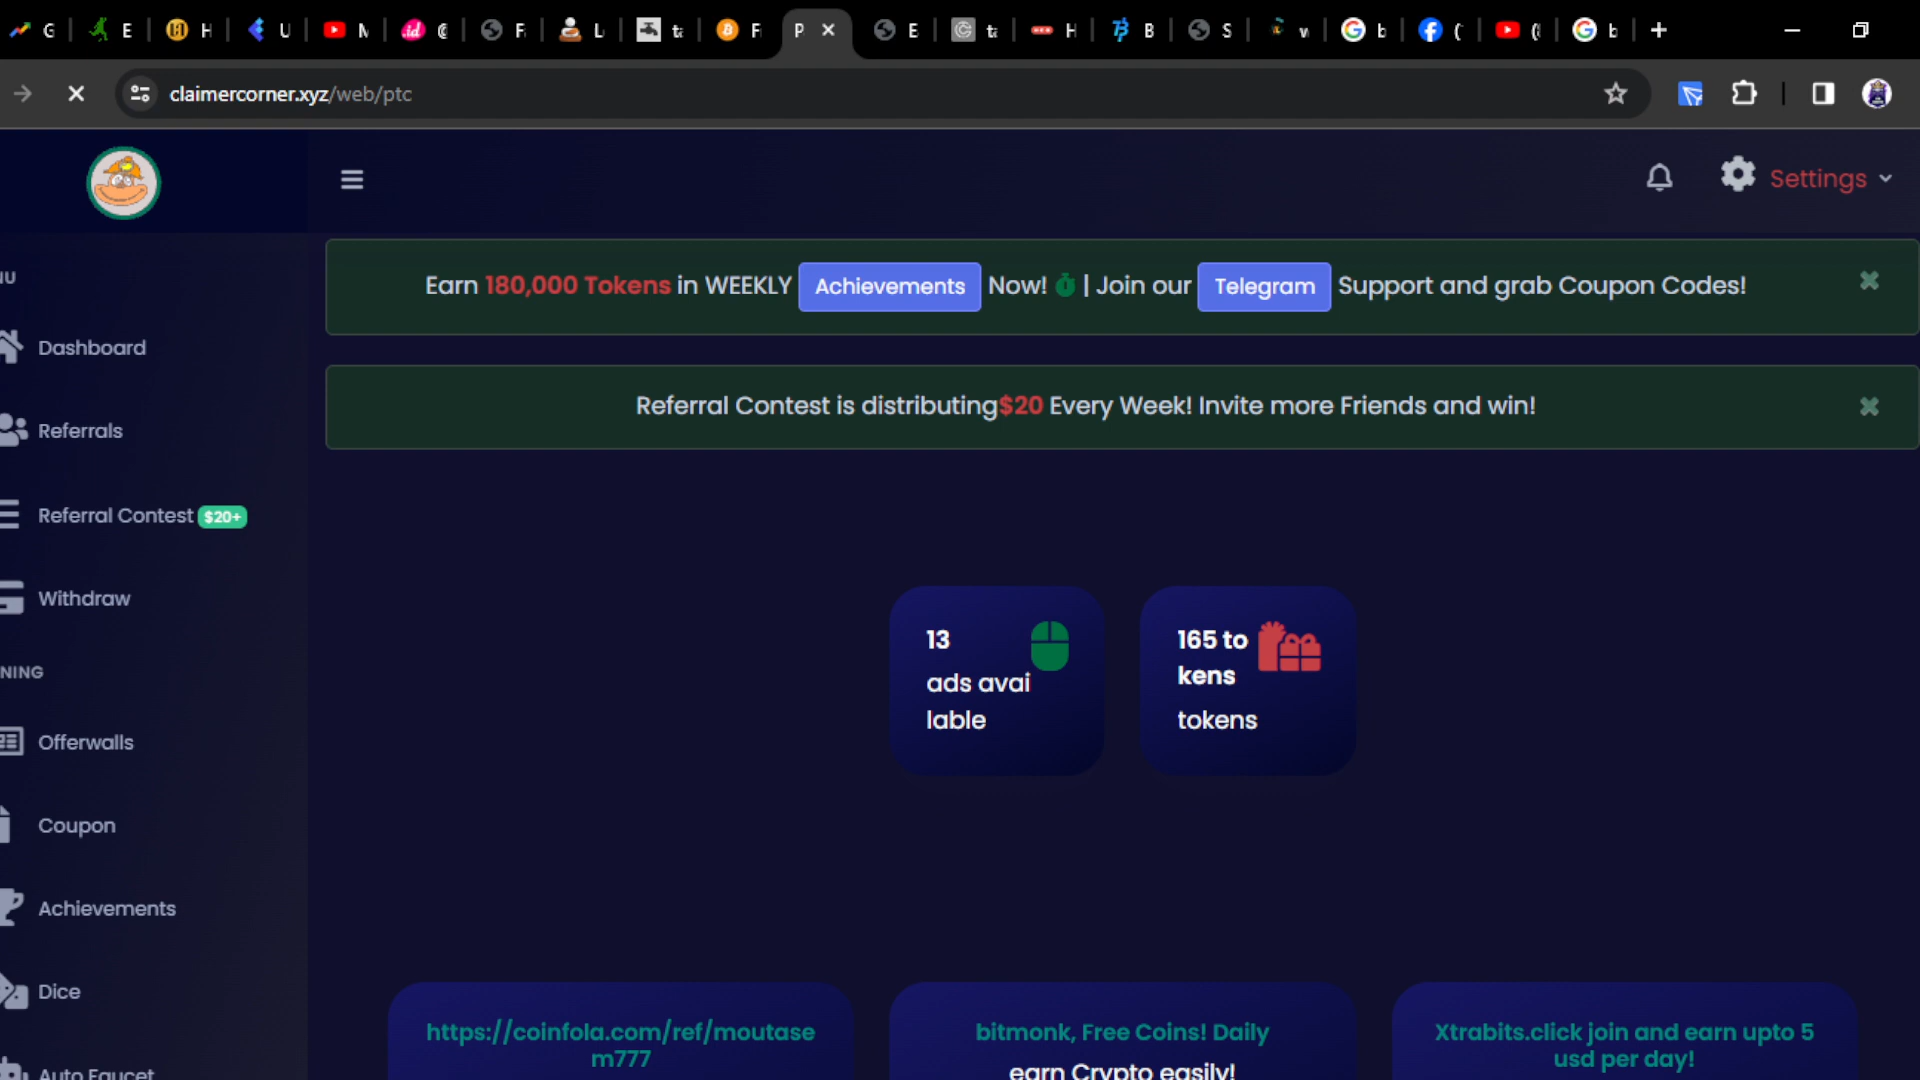 G
E
H
U
M
@
F
L
ta
F
P
E
ta
H
B
S
w
b
(
(
b
claimercorner.xyz/web/ptc
Settings
Earn 180,000 Tokens in WEEKLY Achievements Now! | Join our Telegram Support and grab Coupon Codes!
Referral Contest is distributing$20 Every Week! Invite more Friends and win!
NU
Dashboard
Referrals
Referral Contest $20+
Withdraw
NING
Offerwalls
Coupon
Achievements
Dice
Auto Faucet
13
ads avai
lable
165 to
kens
tokens
https://coinfola.com/ref/moutase
m777
bitmonk, Free Coins! Daily
earn Crypto easily!
Xtrabits.click join and earn upto 5
usd per day!